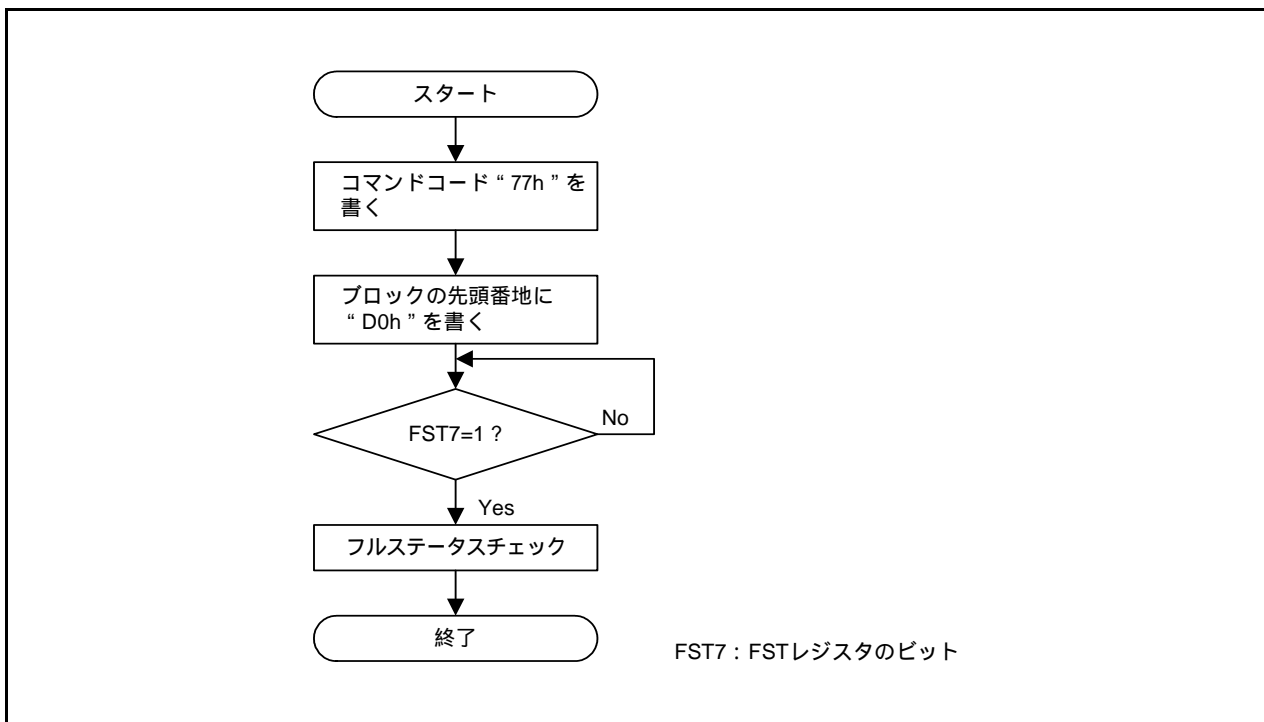 スタート
コマンドコード“ 77h ”を
書く
ブロックの先頭番地に
“ D0h ”を書く
FST7=1 ?
No
Yes
フルステータスチェック
終了
FST7 : FSTレジスタのビット